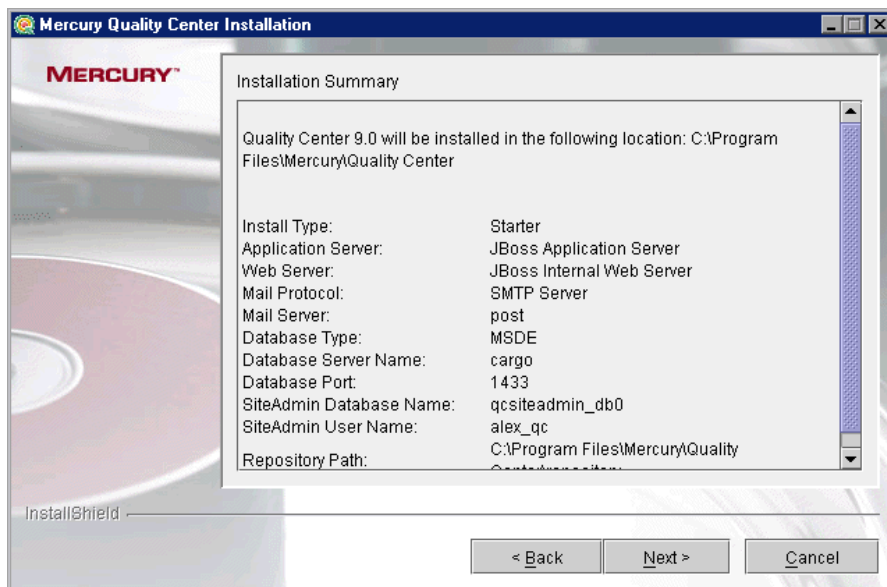 Mercury Quality Center Installation
MERCURY™
Installation Summary
Quality Center 9.0 will be installed in the following location: C:\Program
Files\Mercury\Quality Center
Install Type: Starter
Application Server: JBoss Application Server
Web Server: JBoss Internal Web Server
Mail Protocol: SMTP Server
Mail Server: post
Database Type: MSDE
Database Server Name: cargo
Database Port: 1433
SiteAdmin Database Name: qcsiteadmin_db0
SiteAdmin User Name: alex_qc
Repository Path: C:\Program Files\Mercury\Quality
InstallShield
< Back
Next >
Cancel